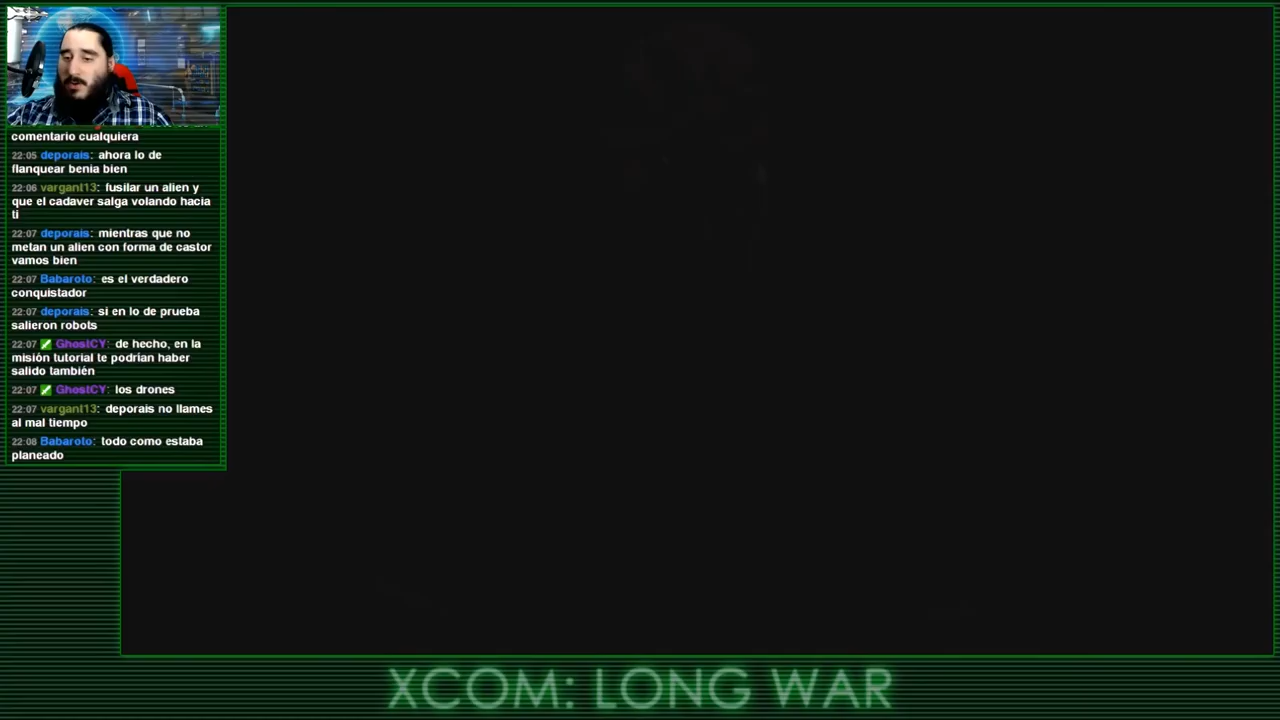 comentario cualquiera
22:05 deporais: ahora lo de
flanquear benia bien
22:06 varganl13: fusilar un alien y
que el cadaver salga volando hacia
ti
22:07 deporais: mientras que no
metan un alien con forma de castor
vamos bien
22:07 Babaroto: es el verdadero
conquistador
22:07 deporais: si en lo de prueba
salieron robots
22:07 GhostCY: de hecho, en la
misión tutorial te podrían haber
salido también
22:07 GhostCY: los drones
22:07 varganl13: deporais no llames
al mal tiempo
22:08 Babaroto: todo como estaba
planeado
XCOM: LONG WAR